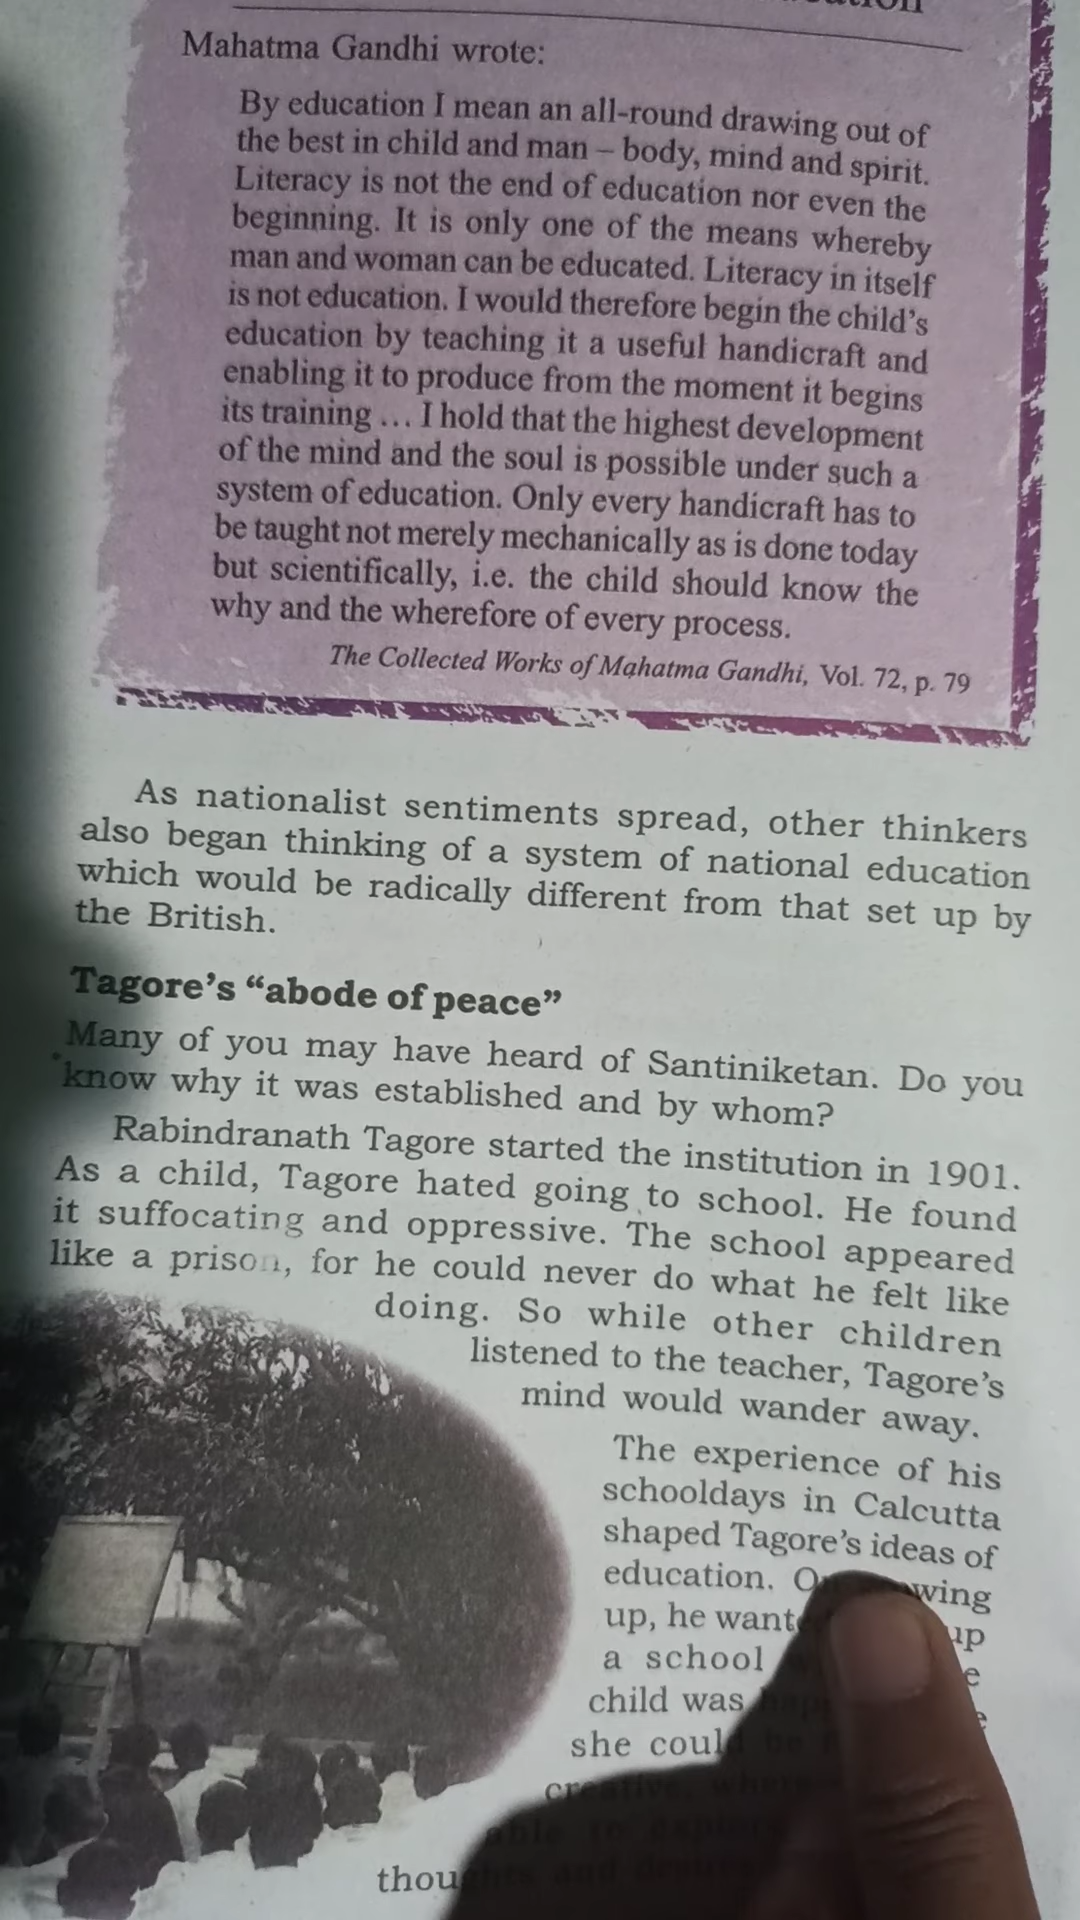 Mahatma Gandhi wrote:
By education I mean an all-round drawing out of
the best in child and man – body, mind and spirit.
Literacy is not the end of education nor even the
beginning. It is only one of the means whereby
man and woman can be educated. Literacy in itself
is not education. I would therefore begin the child's
education by teaching it a useful handicraft and
enabling it to produce from the moment it begins
its training ... I hold that the highest development
of the mind and the soul is possible under such a
system of education. Only every handicraft has to
be taught not merely mechanically as is done today
but scientifically, i.e. the child should know the
why and the wherefore of every process.
The Collected Works of Mahatma Gandhi, Vol. 72, p. 79
As nationalist sentiments spread, other thinkers
also began thinking of a system of national education
which would be radically different from that set up by
the British.
Tagore's “abode of peace”
Many of you may have heard of Santiniketan. Do you
know why it was established and by whom?
Rabindranath Tagore started the institution in 1901.
As a child, Tagore hated going to school. He found
it suffocating and oppressive. The school appeared
like a prison, for he could never do what he felt like
doing. So while other children
listened to the teacher, Tagore's
mind would wander away.
The experience of his
schooldays in Calcutta
shaped Tagore's ideas of
education.
up, he up
a school
child was
she could be
creative, where
able to
and